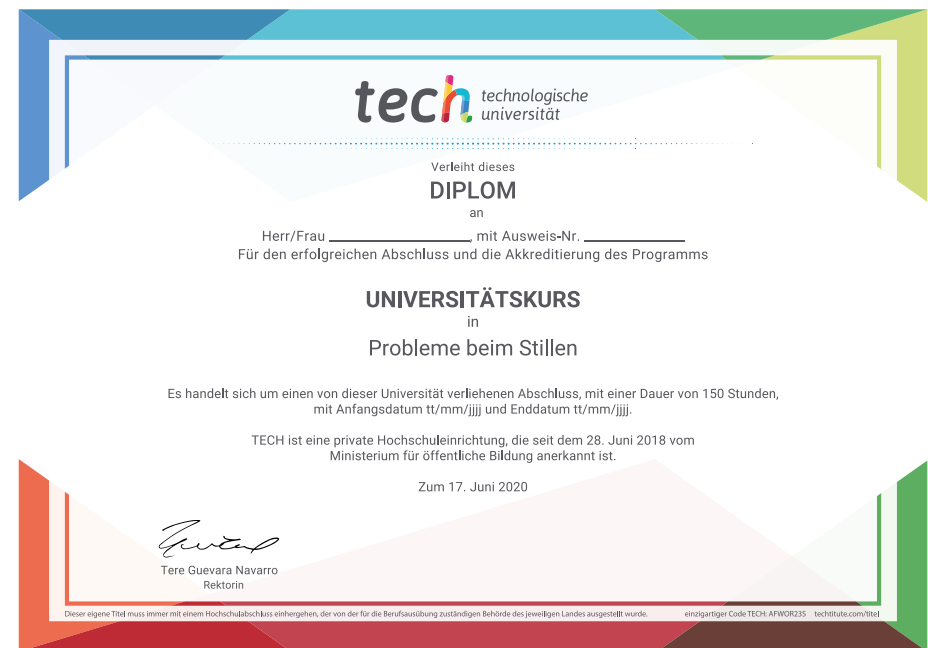 tech technologische
universität
Verleiht dieses
DIPLOM
an
Herr/Frau ________________, mit Ausweis-Nr. ____________
Für den erfolgreichen Abschluss und die Akkreditierung des Programms
UNIVERSITÄTSKURS
in
Probleme beim Stillen
Es handelt sich um einen von dieser Universität verliehenen Abschluss, mit einer Dauer von 150 Stunden,
mit Anfangsdatum tt/mm/jjjj und Enddatum tt/mm/jjjj.
TECH ist eine private Hochschuleinrichtung, die seit dem 28. Juni 2018 vom
Ministerium für öffentliche Bildung anerkannt ist.
Zum 17. Juni 2020
Tere Guevara Navarro
Rektorin
Dieser eigene Titel muss immer mit einem Hochschulabschluss einhergehen, der von der für die Berufsausübung zuständigen Behörde des jeweiligen Landes ausgestellt wurde. einzigartiger Code TECH: AFWOR23S techtitute.com/titel